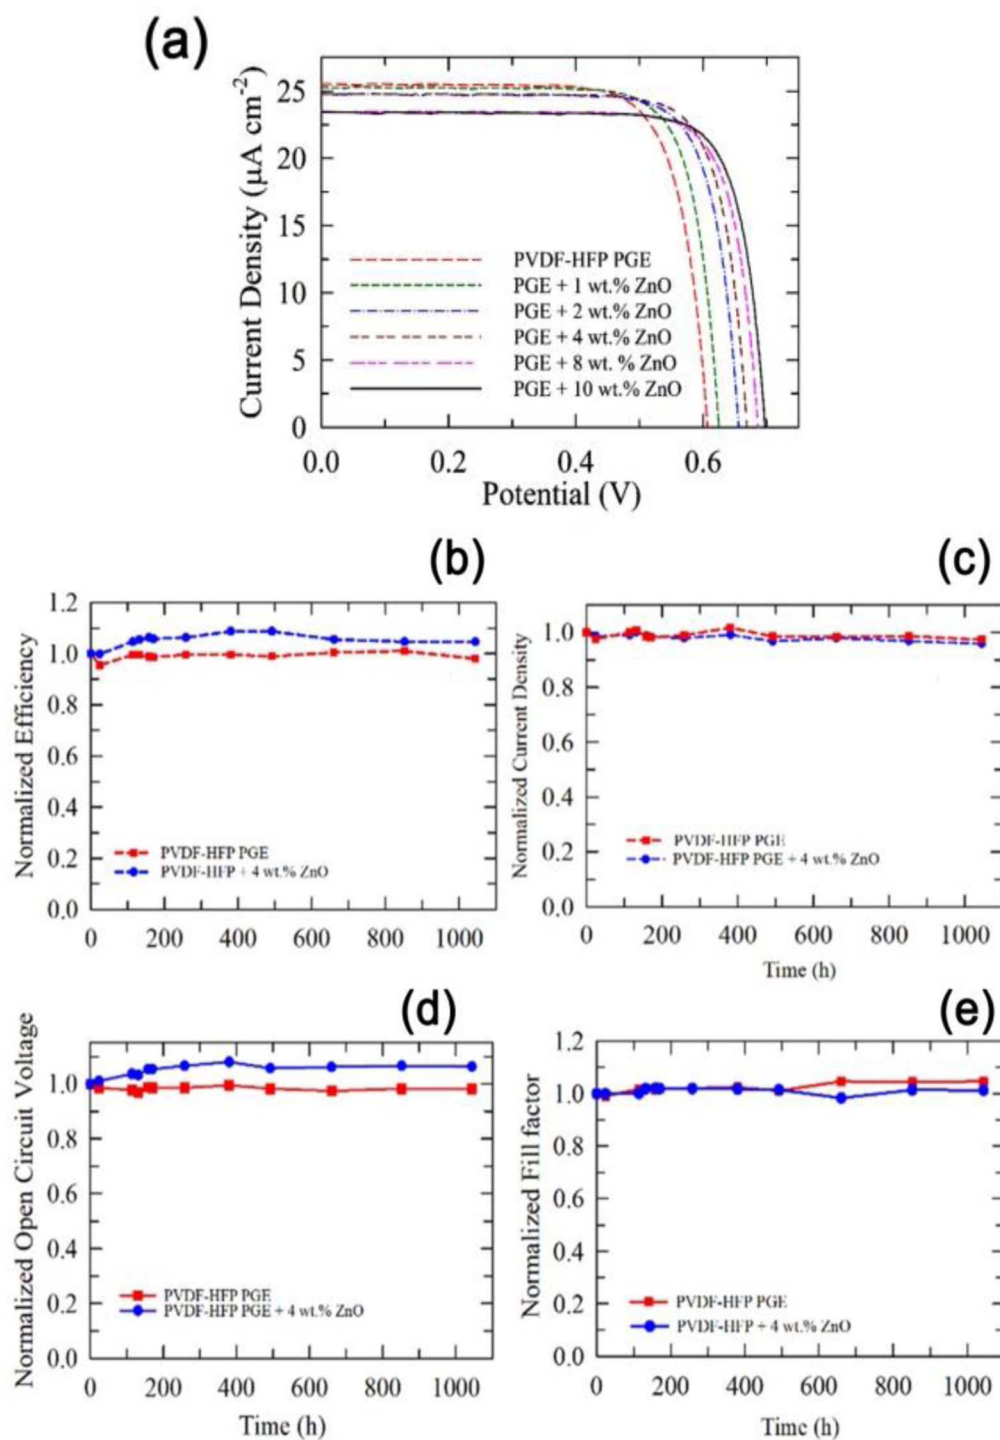 (a)
Current Density (µA cm⁻²)
25
20
15
10
5
0
PVDF-HFP PGE
PGE + 1 wt.% ZnO
PGE + 2 wt.% ZnO
PGE + 4 wt.% ZnO
PGE + 8 wt. % ZnO
PGE + 10 wt.% ZnO
0.0 0.2 0.4 0.6
Potential (V)
(b)
Normalized Efficiency
1.2
1.0
0.8
0.6
0.4
0.2
0.0
PVDF-HFP PGE
PVDF-HFP + 4 wt.% ZnO
0 200 400 600 800 1000
(c)
Normalized Current Density
1.0
0.8
0.6
0.4
0.2
0.0
PVDF-HFP PGE
PVDF-HFP PGE + 4 wt.% ZnO
0 200 400 600 800 1000
Time (h)
(d)
Normalized Open Circuit Voltage
1.0
0.8
0.6
0.4
0.2
0.0
PVDF-HFP PGE
PVDF-HFP PGE + 4 wt.% ZnO
0 200 400 600 800 1000
Time (h)
(e)
Normalized Fill factor
1.2
1.0
0.8
0.6
0.4
0.2
0.0
PVDF-HFP PGE
PVDF-HFP + 4 wt.% ZnO
0 200 400 600 800 1000
Time (h)